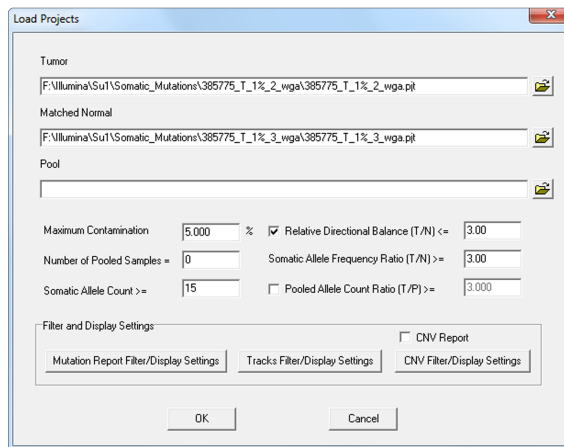 Load Projects
Tumor
F:\Illumina\Su1\Somatic_Mutations\385775_T_1%_2_wga\385775_T_1%_2_wga.pjt
Matched Normal
F:\Illumina\Su1\Somatic_Mutations\385775_T_1%_3_wga\385775_T_1%_3_wga.pjt
Pool
Maximum Contamination 5.000 % Relative Directional Balance (T/N) <= 3.00
Number of Pooled Samples = 0 Somatic Allele Frequency Ratio (T/N) >= 3.00
Somatic Allele Count >= 15 Pooled Allele Count Ratio (T/P) >= 3.000
Filter and Display Settings
CNV Report
Mutation Report Filter/Display Settings Tracks Filter/Display Settings CNV Filter/Display Settings
OK Cancel